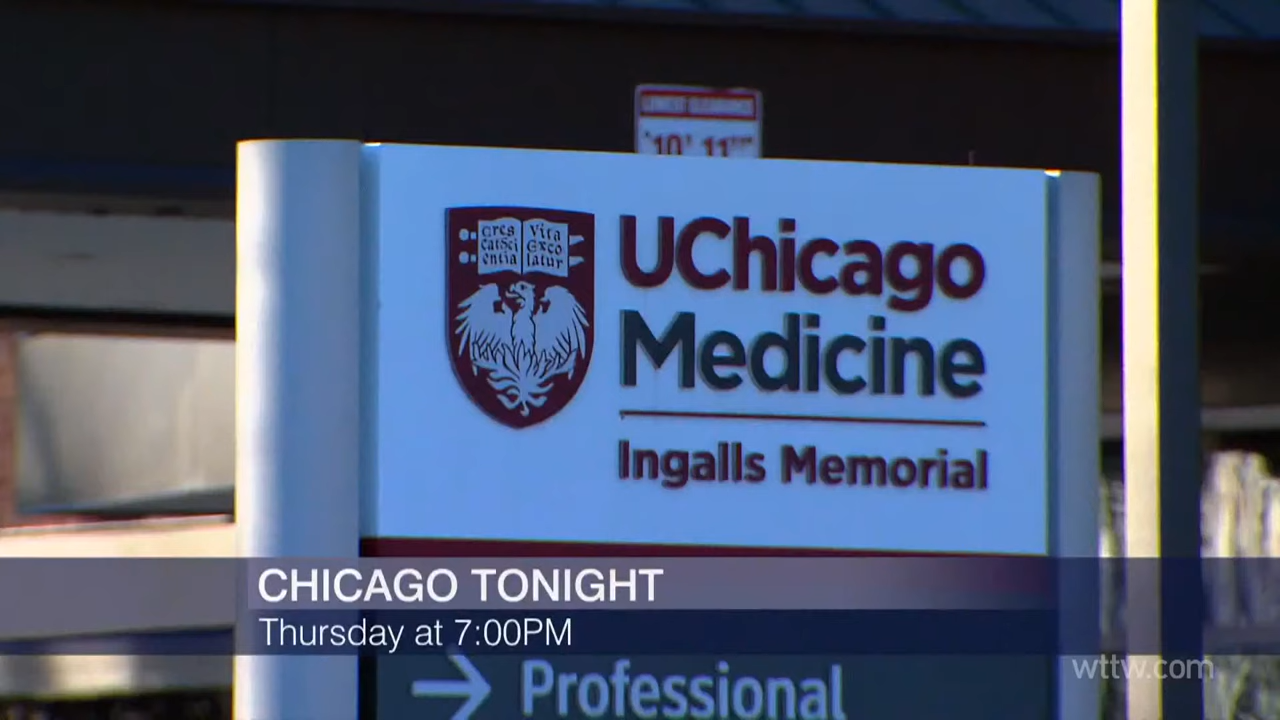 LOWEST CLEARANCE
10' 11"
Cres Vita
cat Sci Exco
entia latur
UChicago
Medicine
Ingalls Memorial
CHICAGO TONIGHT
Thursday at 7:00PM
Professional
wttw.com